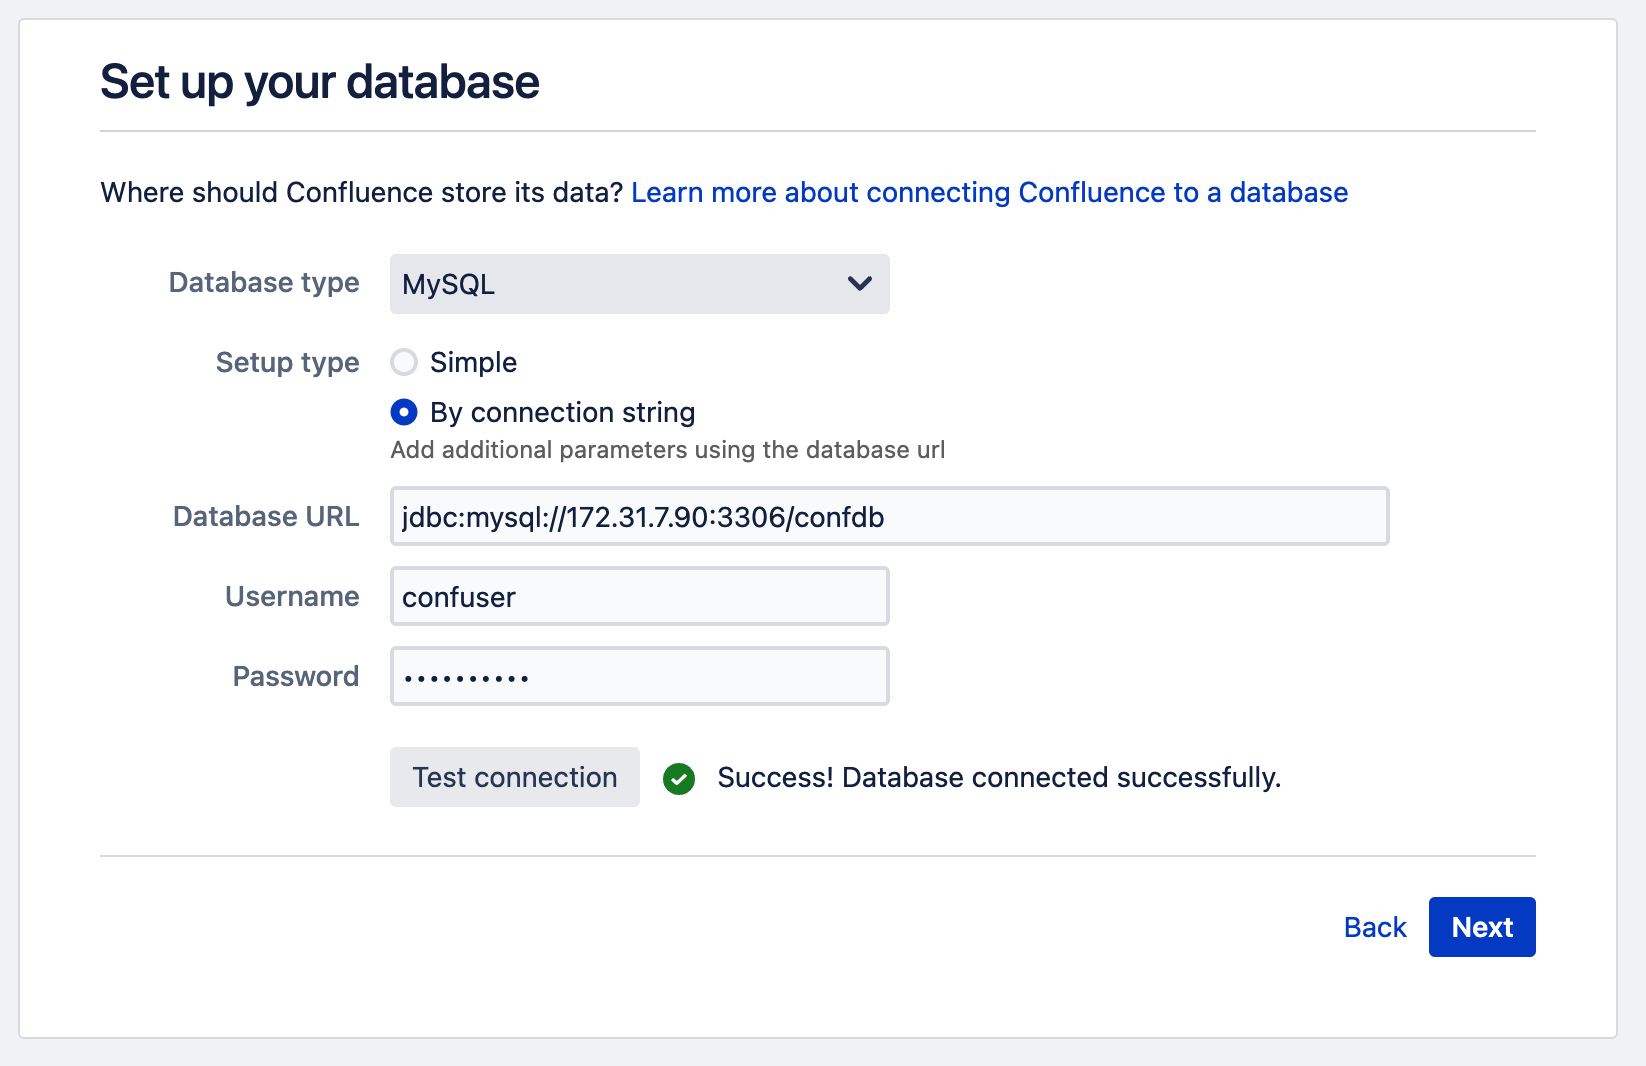 Set up your database
Where should Confluence store its data? Learn more about connecting Confluence to a database
Database type MySQL
Setup type Simple
By connection string
Add additional parameters using the database url
Database URL jdbc:mysql://172.31.7.90:3306/confdb
Username confuser
Password ••••••••••
Test connection Success! Database connected successfully.
Back Next